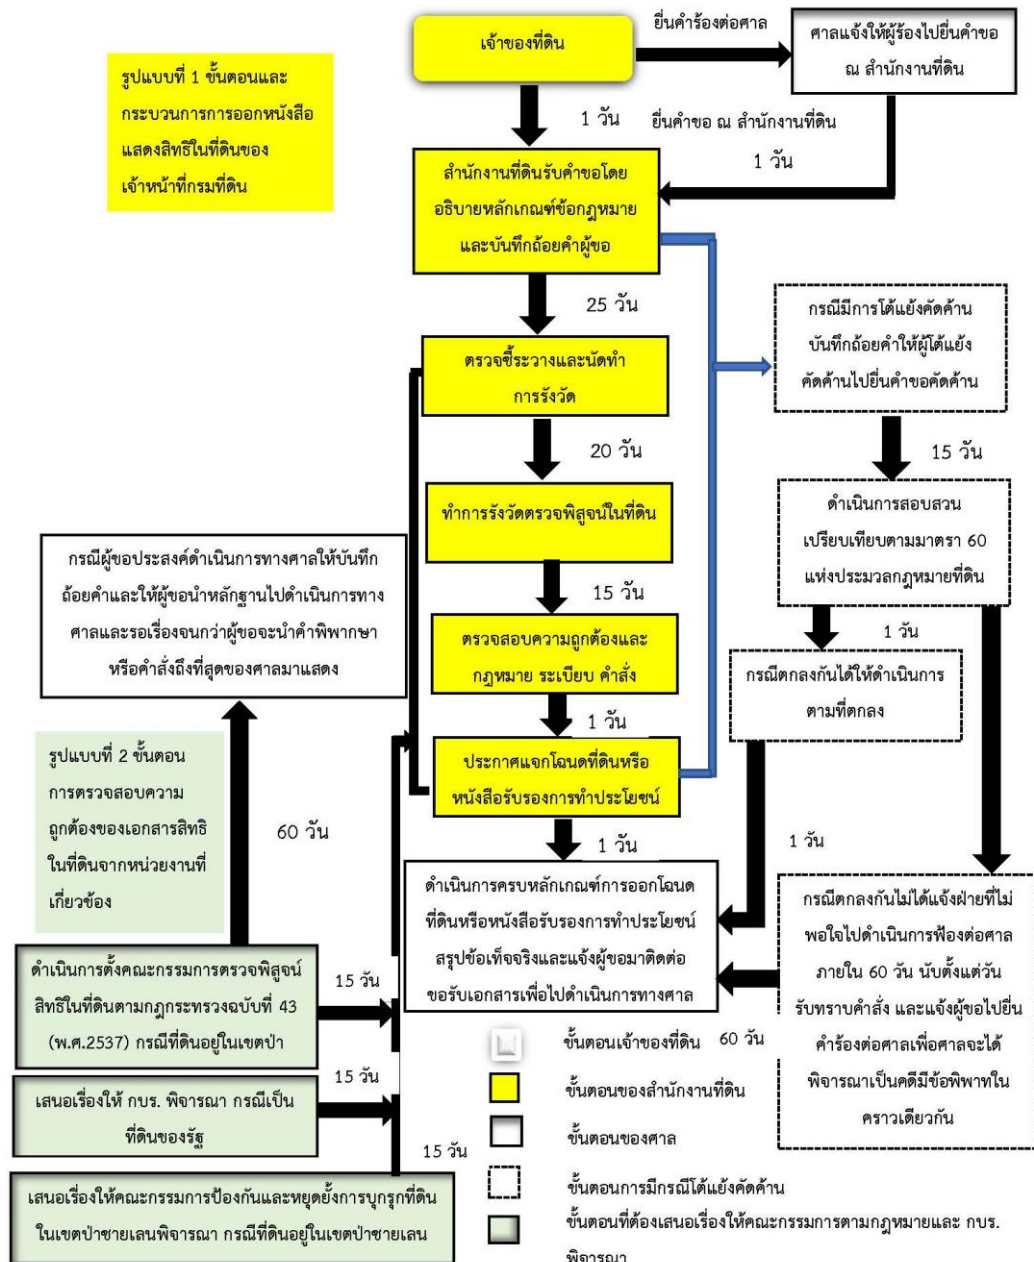 เจ้าของที่ดิน
ยื่นคำร้องต่อศาล
ศาลแจ้งให้ผู้ร้องไปยื่นคำขอ
ณ สำนักงานที่ดิน
รูปแบบที่ 1 ขั้นตอนและ
กระบวนการการออกหนังสือ
แสดงสิทธิในที่ดินของ
เจ้าหน้าที่กรมที่ดิน
1 วัน
ยื่นคำขอ ณ สำนักงานที่ดิน
1 วัน
สำนักงานที่ดินรับคำขอโดย
อธิบายหลักเกณฑ์ข้อกฎหมาย
และบันทึกถ้อยคำผู้ขอ
25 วัน
กรณีมีการโต้แย้งคัดค้าน
บันทึกถ้อยคำให้ผู้โต้แย้ง
คัดค้านไปยื่นคำขอคัดค้าน
ตรวจชี้ระวางและนัดทำ
การรังวัด
20 วัน
15 วัน
ทำการรังวัดตรวจพิสูจน์ในที่ดิน
ดำเนินการสอบสวน
เปรียบเทียบตามมาตรา 60
แห่งประมวลกฎหมายที่ดิน
กรณีผู้ขอประสงค์ดำเนินการทางศาลให้บันทึก
ถ้อยคำและให้ผู้ขอนำหลักฐานไปดำเนินการทาง
ศาลและรอเรื่องจนกว่าผู้ขอจะนำคำพิพากษา
หรือคำสั่งถึงที่สุดของศาลมาแสดง
15 วัน
ตรวจสอบความถูกต้องและ
กฎหมาย ระเบียบ คำสั่ง
1 วัน
กรณีตกลงกันได้ให้ดำเนินการ
ตามที่ตกลง
1 วัน
ประกาศแจกโฉนดที่ดินหรือ
หนังสือรับรองการทำประโยชน์
รูปแบบที่ 2 ขั้นตอน
การตรวจสอบความ
ถูกต้องของเอกสารสิทธิ
ในที่ดินจากหน่วยงานที่
เกี่ยวข้อง
60 วัน
1 วัน
1 วัน
ดำเนินการครบหลักเกณฑ์การออกโฉนด
ที่ดินหรือหนังสือรับรองการทำประโยชน์
สรุปข้อเท็จจริงและแจ้งผู้ขอมาติดต่อ
ขอรับเอกสารเพื่อไปดำเนินการทางศาล
กรณีตกลงกันไม่ได้แจ้งฝ่ายที่ไม่
พอใจไปดำเนินการฟ้องต่อศาล
ภายใน 60 วัน นับตั้งแต่วัน
รับทราบคำสั่ง และแจ้งผู้ขอไปยื่น
คำร้องต่อศาลเพื่อศาลจะได้
พิจารณาเป็นคดีมีข้อพิพาทใน
คราวเดียวกัน
ดำเนินการตั้งคณะกรรมการตรวจพิสูจน์
สิทธิในที่ดินตามกฎกระทรวงฉบับที่ 43
(พ.ศ.2537) กรณีที่ดินอยู่ในเขตป่า
15 วัน
เสนอเรื่องให้ กบร. พิจารณา กรณีเป็น
ที่ดินของรัฐ
15 วัน
เสนอเรื่องให้คณะกรรมการป้องกันและหยุดยั้งการบุกรุกที่ดิน
ในเขตป่าชายเลนพิจารณา กรณีที่ดินอยู่ในเขตป่าชายเลน
15 วัน
ขั้นตอนเจ้าของที่ดิน
60 วัน
ขั้นตอนของสำนักงานที่ดิน
ขั้นตอนของศาล
ขั้นตอนการมีกรณีโต้แย้งคัดค้าน
ขั้นตอนที่ต้องเสนอเรื่องให้คณะกรรมการตามกฎหมายและ กบร.
พิจารณา